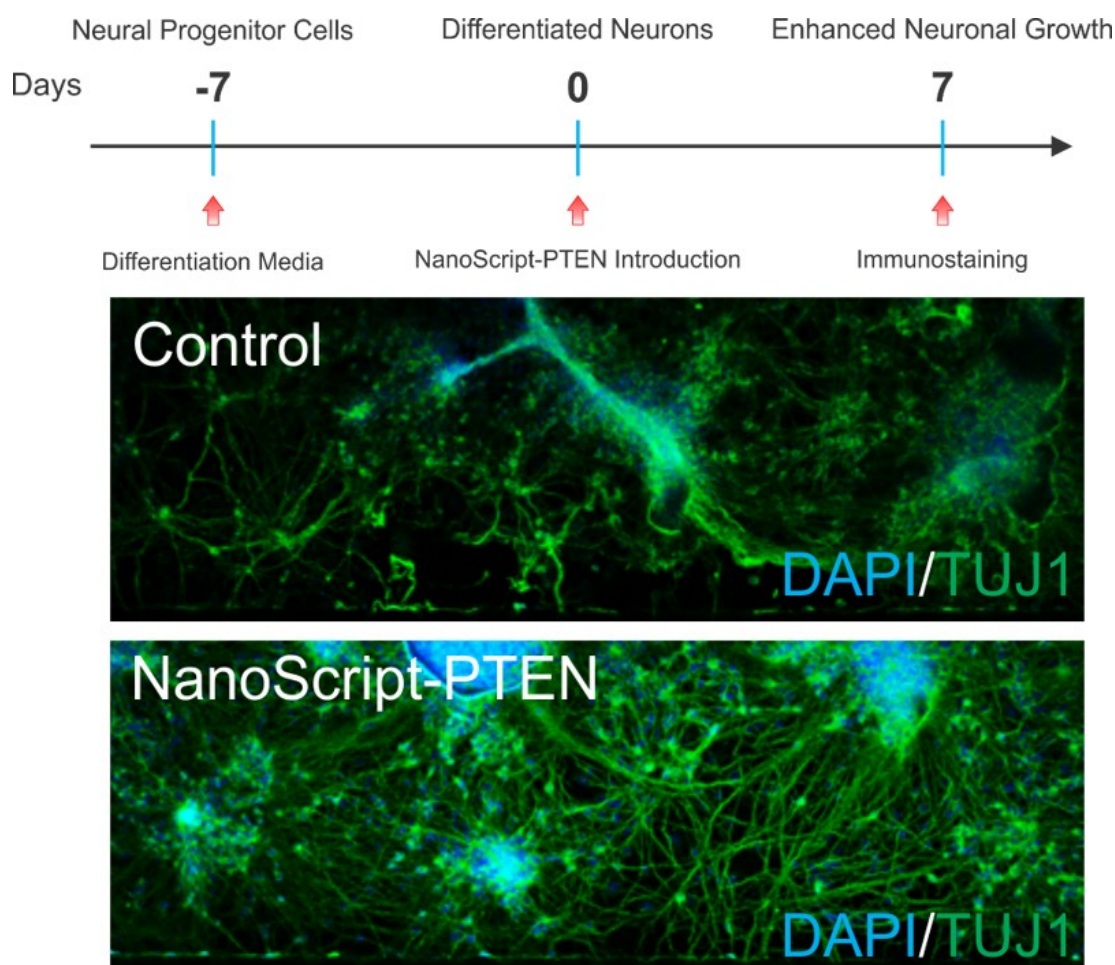 Neural Progenitor Cells Differentiated Neurons Enhanced Neuronal Growth
Days -7 0 7
Differentiation Media NanoScript-PTEN Introduction Immunostaining
Control
DAPI/TUJ1
NanoScript-PTEN
DAPI/TUJ1